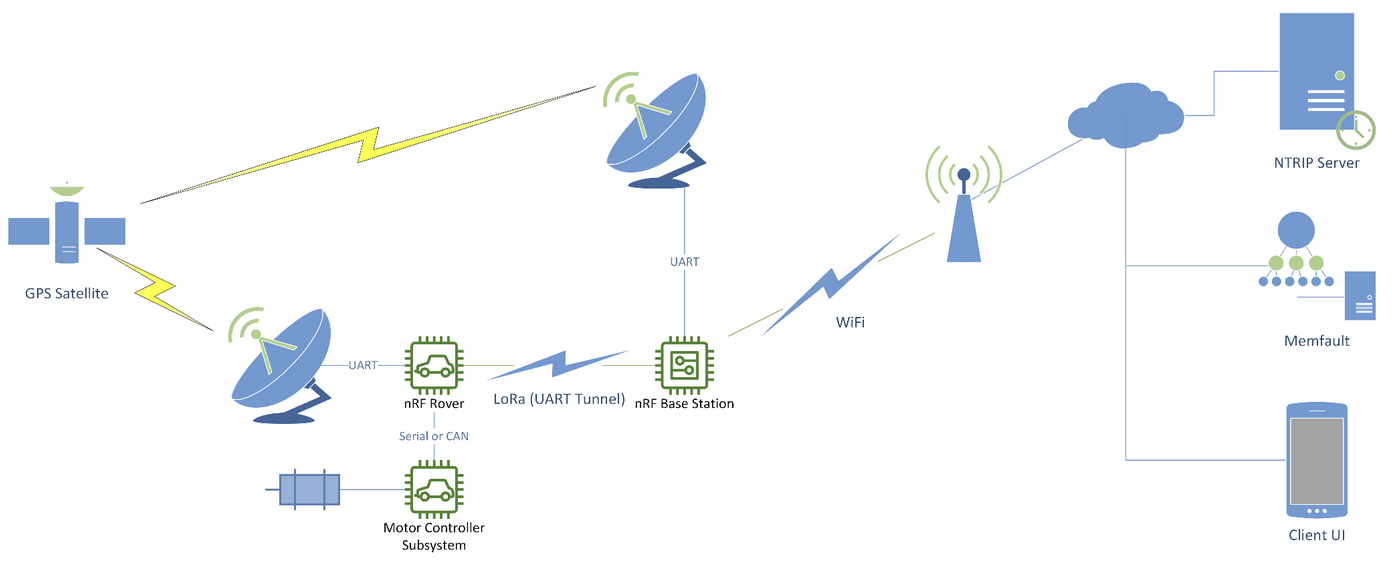 NTRIP Server
UART
GPS Satellite
WiFi
Memfault
UART
nRF Rover
LoRa (UART Tunnel)
nRF Base Station
Serial or CAN
Motor Controller
Subsystem
Client UI